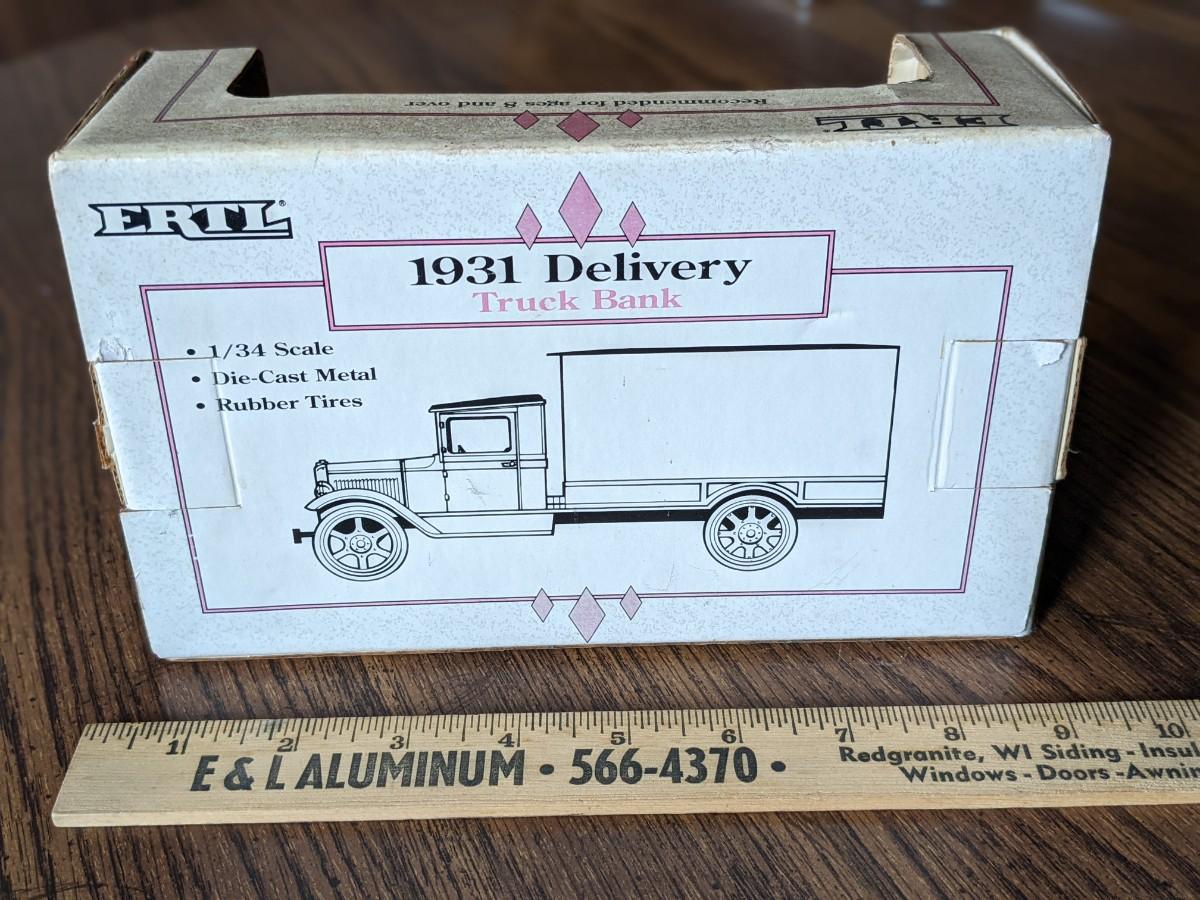 Recommended for ages 8 and over
ERTL
ERTL®
1931 Delivery
Truck Bank
• 1/34 Scale
• Die-Cast Metal
• Rubber Tires
1 2 3 4 5 6 7 8 9 10
E & L ALUMINUM • 566-4370 •
Redgranite, WI Siding - Insul
Windows - Doors - Awnin